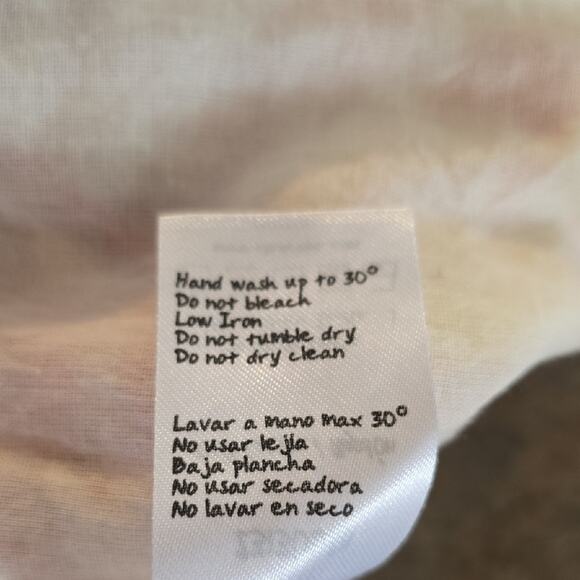 Hand wash up to 30°
Do not bleach
Low Iron
Do not tumble dry
Do not dry clean
Lavar a mano max 30°
No usar lejía
Baja plancha
No usar secadora
No lavar en seco